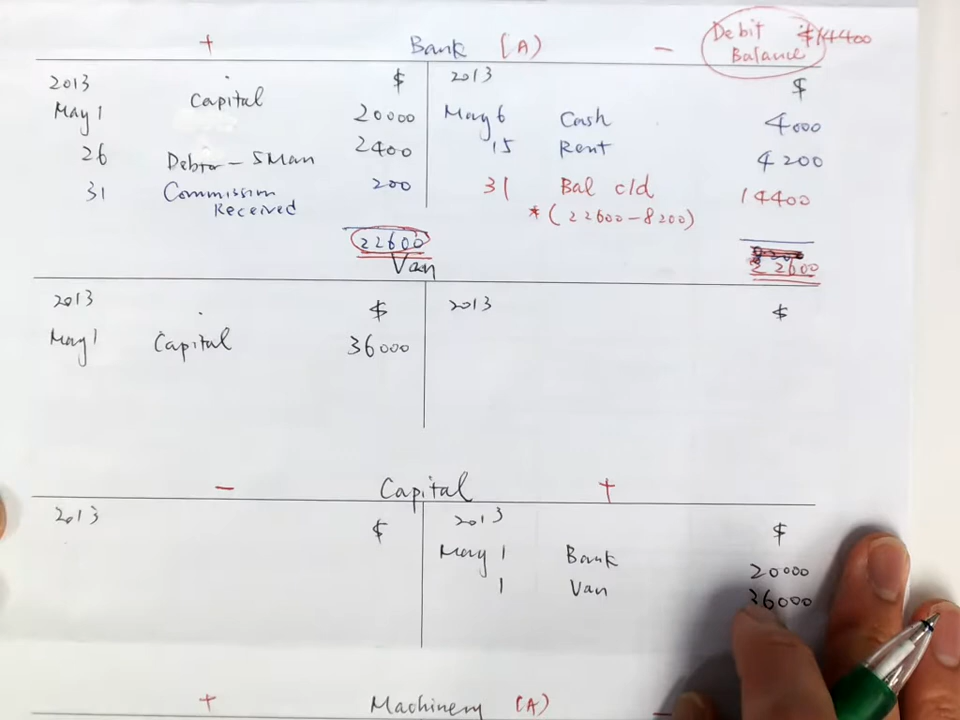 + Bank (A) - Debit Balance $14400
2013 $ 2013 $
May 1 Capital 20000 May 6 Cash 4000
26 Debtor - S Man 2400 15 Rent 4200
31 Commission Received 200 31 Bal c/d 14400
* (22600-8200)
22600 22600
Van
2013 $ 2013 $
May 1 Capital 36000
- Capital +
2013 $ 2013 $
May 1 Bank 20000
1 Van 36000
+ Machinery (A) -